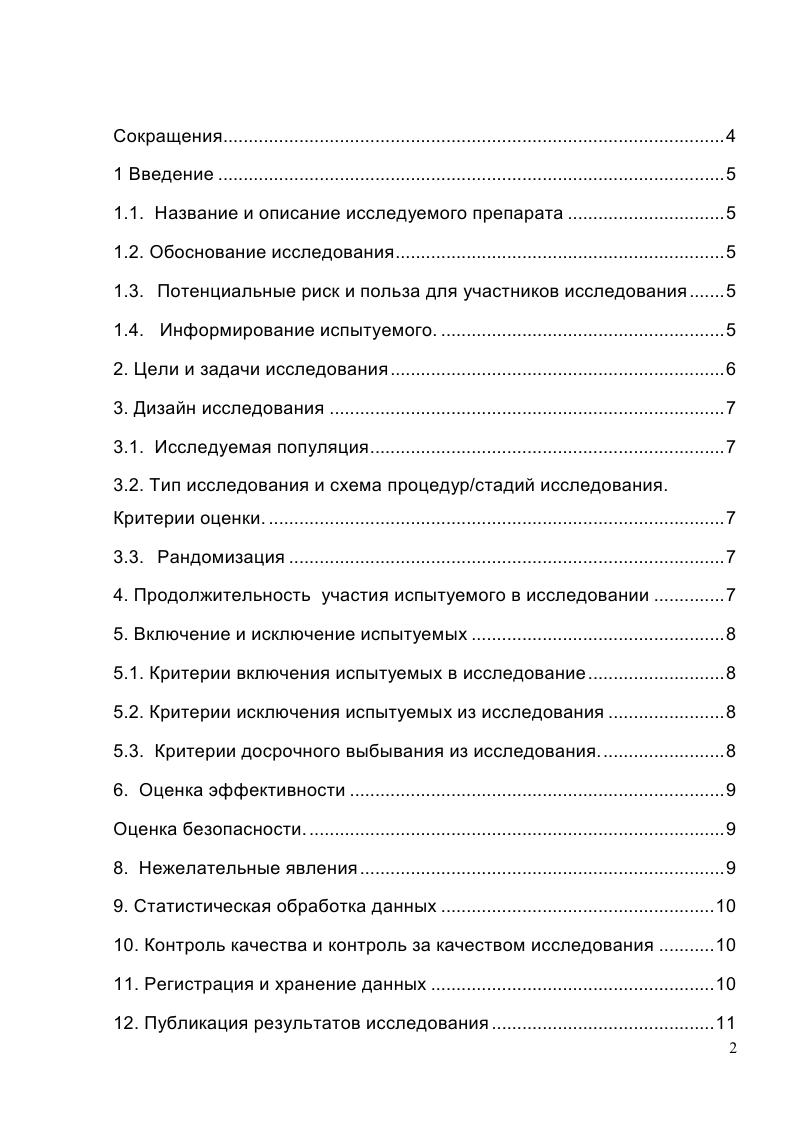 Сокращения....................................................................................................4
1 Введение ....................................................................................................5
1.1.  Название и описание исследуемого препарата ...............................5
1.2. Обоснование исследования.................................................................5
1.3.   Потенциальные риск и польза для участников исследования .......5
1.4.   Информирование испытуемого. ........................................................5
2. Цели и задачи исследования ..................................................................6
3. Дизайн исследования ..............................................................................7
3.1.  Исследуемая популяция......................................................................7
3.2. Тип исследования и схема процедур/стадий исследования.
Критерии оценки. ..........................................................................................7
3.3.   Рандомизация ......................................................................................7
4. Продолжительность  участия испытуемого в исследовании ..............7
5. Включение и исключение испытуемых ..................................................8
5.1. Критерии включения испытуемых в исследование ...........................8
5.2. Критерии исключения испытуемых из исследования .......................8
5.3.  Критерии досрочного выбывания из исследования.........................8
6.  Оценка эффективности ..........................................................................9
Оценка безопасности. ..................................................................................9
8.  Нежелательные явления ........................................................................9
9. Статистическая обработка данных ......................................................10
10. Контроль качества и контроль за качеством исследования ...........10
11. Регистрация и хранение данных ........................................................10
12. Публикация результатов исследования ............................................11
2